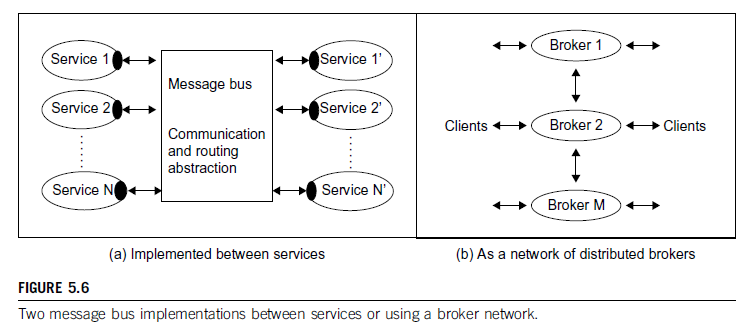 Service 1
Service 2
Service N
Message bus
Communication
and routing
abstraction
Service 1'
Service 2'
Service N'
(a) Implemented between services
Broker 1
Clients
Broker 2
Clients
Broker M
(b) As a network of distributed brokers
FIGURE 5.6
Two message bus implementations between services or using a broker network.